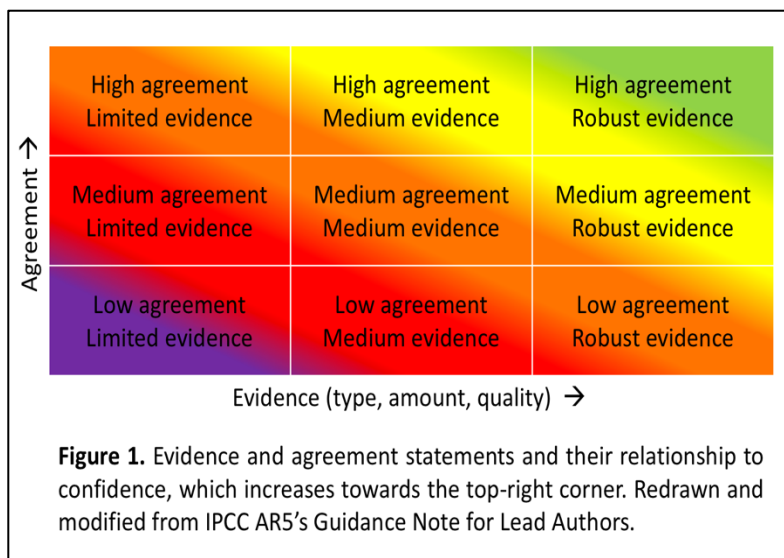 High agreement
Limited evidence
High agreement
Medium evidence
High agreement
Robust evidence
Medium agreement
Limited evidence
Medium agreement
Medium evidence
Medium agreement
Robust evidence
Low agreement
Limited evidence
Low agreement
Medium evidence
Low agreement
Robust evidence
Agreement →
Evidence (type, amount, quality) →
Figure 1. Evidence and agreement statements and their relationship to
confidence, which increases towards the top-right corner. Redrawn and
modified from IPCC AR5’s Guidance Note for Lead Authors.